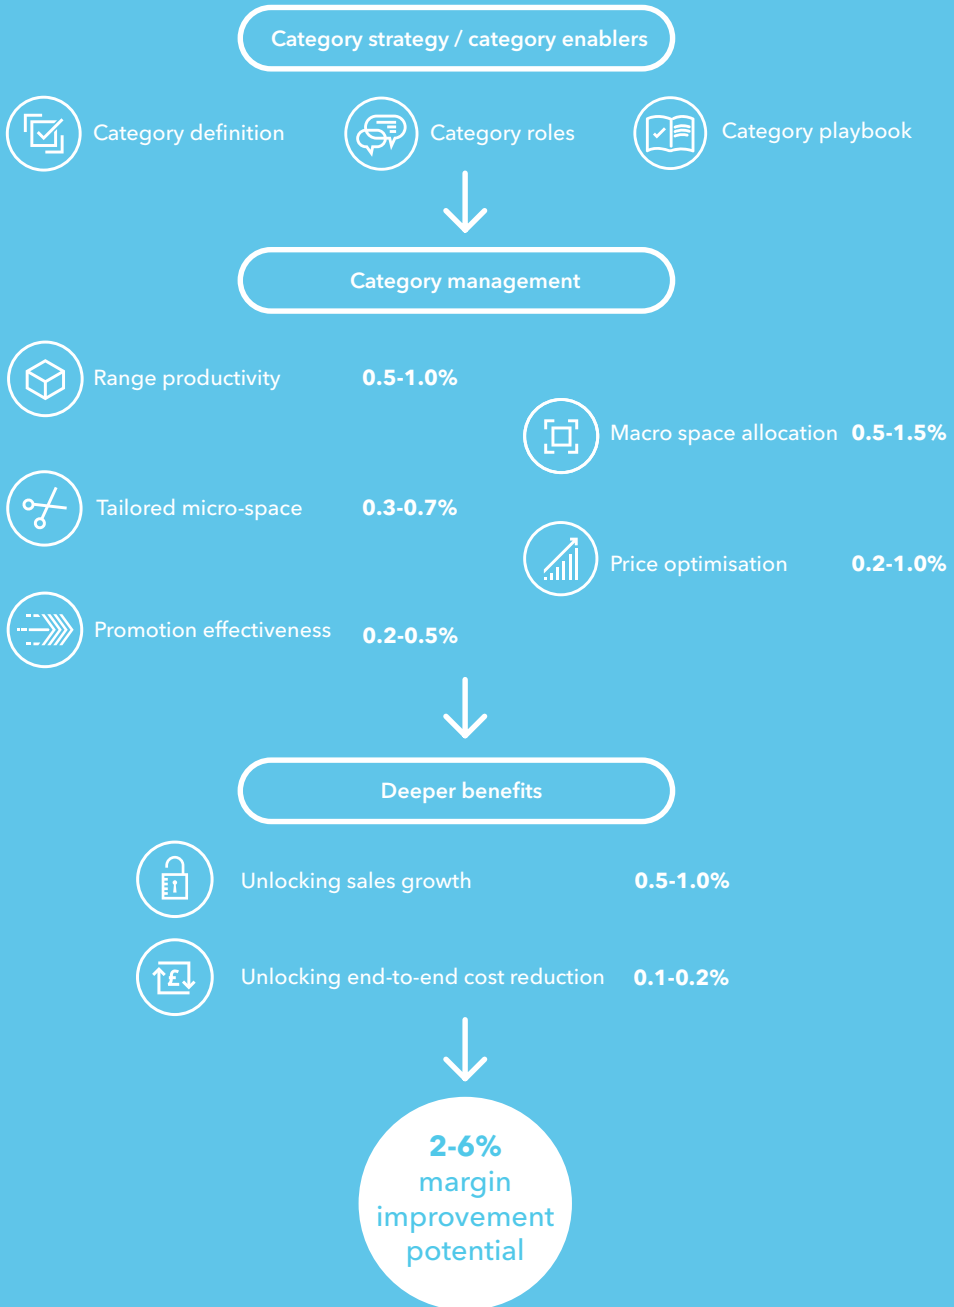 Category strategy / category enablers
Category definition
Category roles
Category playbook
Category management
Range productivity 0.5-1.0%
Macro space allocation 0.5-1.5%
Tailored micro-space 0.3-0.7%
Price optimisation 0.2-1.0%
Promotion effectiveness 0.2-0.5%
Deeper benefits
Unlocking sales growth 0.5-1.0%
£
Unlocking end-to-end cost reduction 0.1-0.2%
2-6%
margin
improvement
potential